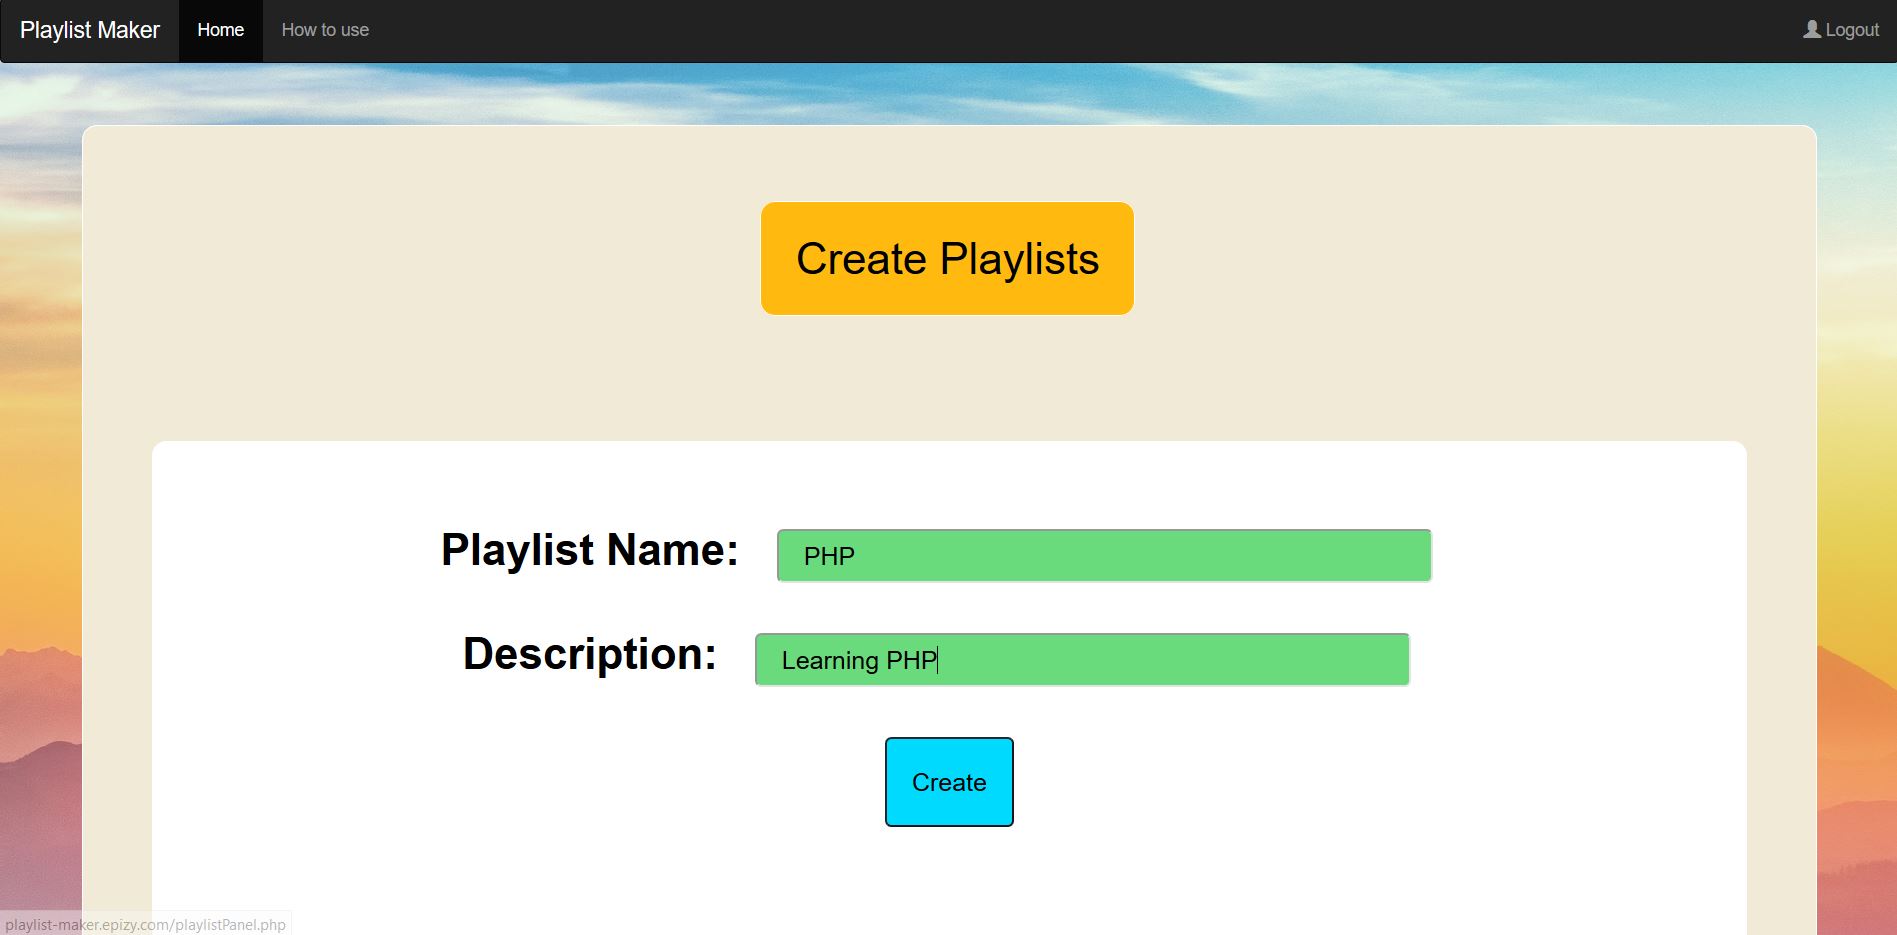 Playlist Maker Home How to use Logout
Create Playlists
Playlist Name: PHP
Description: Learning PHP
Create
playlist-maker.epizy.com/playlistPanel.php